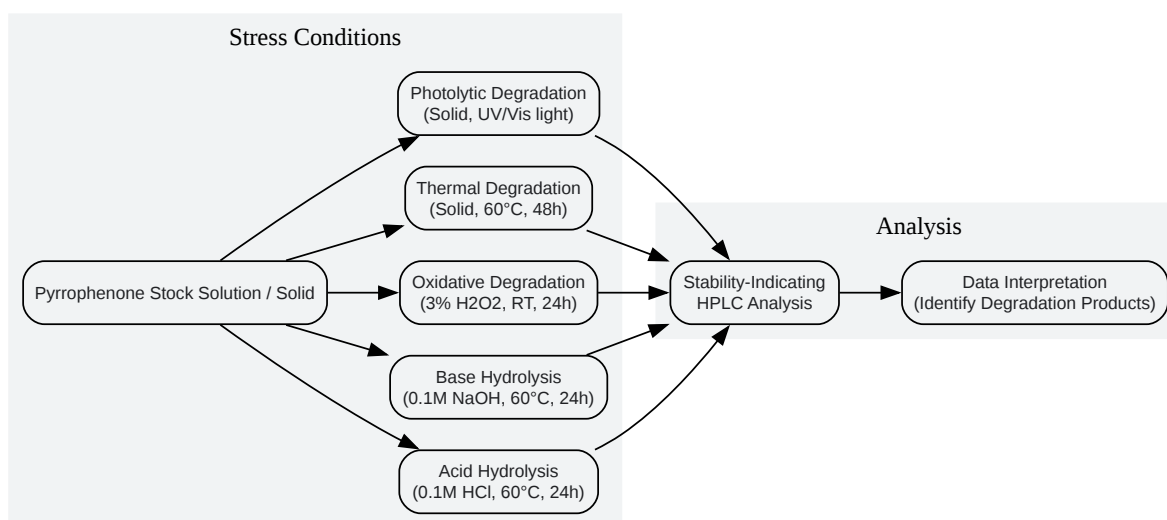 Stress Conditions
Photolytic Degradation
(Solid, UV/Vis light)
Thermal Degradation
(Solid, 60°C, 48h)
Analysis
Pyrrophenone Stock Solution / Solid
Oxidative Degradation
(3% H2O2, RT, 24h)
Stability-Indicating
HPLC Analysis
Data Interpretation
(Identify Degradation Products)
Base Hydrolysis
(0.1M NaOH, 60°C, 24h)
Acid Hydrolysis
(0.1M HCl, 60°C, 24h)